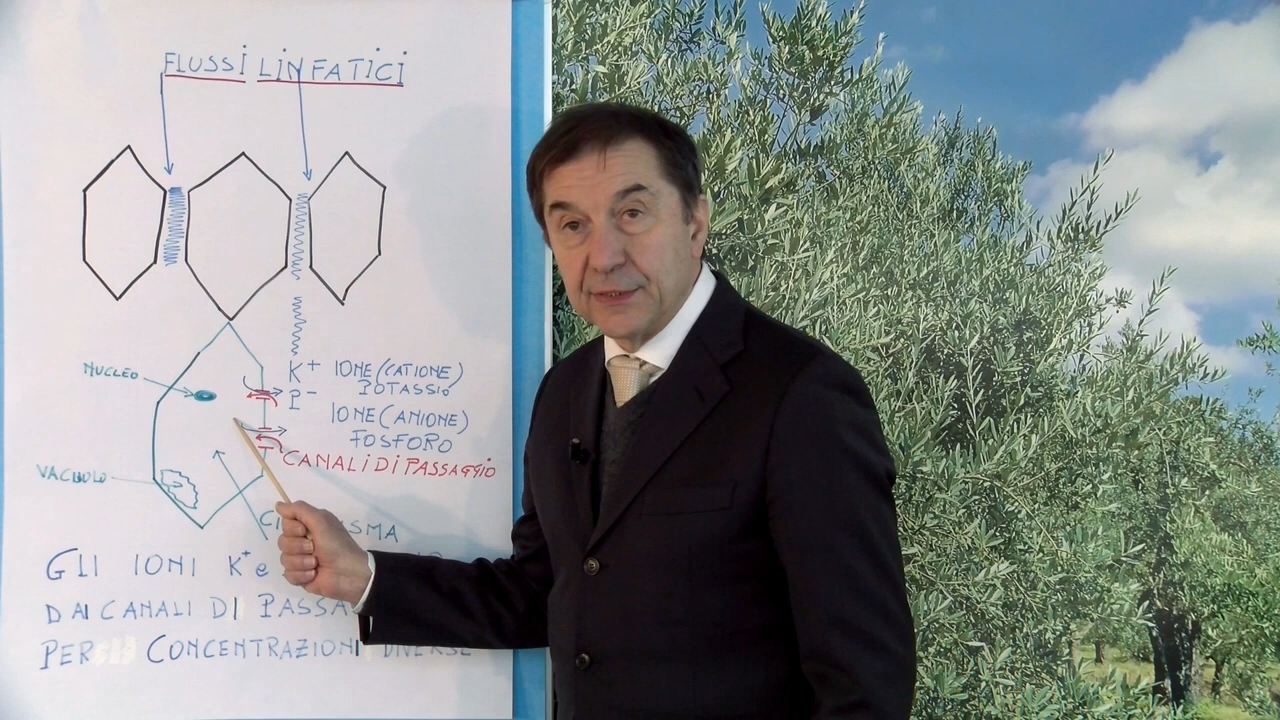 FLUSSI LINFATICI
K+ IONE (CATIONE)
POTASSIO
P- IONE (ANIONE)
FOSFORO
NUCLEO
CANALI DI PASSAGGIO
VACUOLO
GLI IONI K+ e
DAI CANALI DI
PER CONCENTRAZIONI DIVERSE